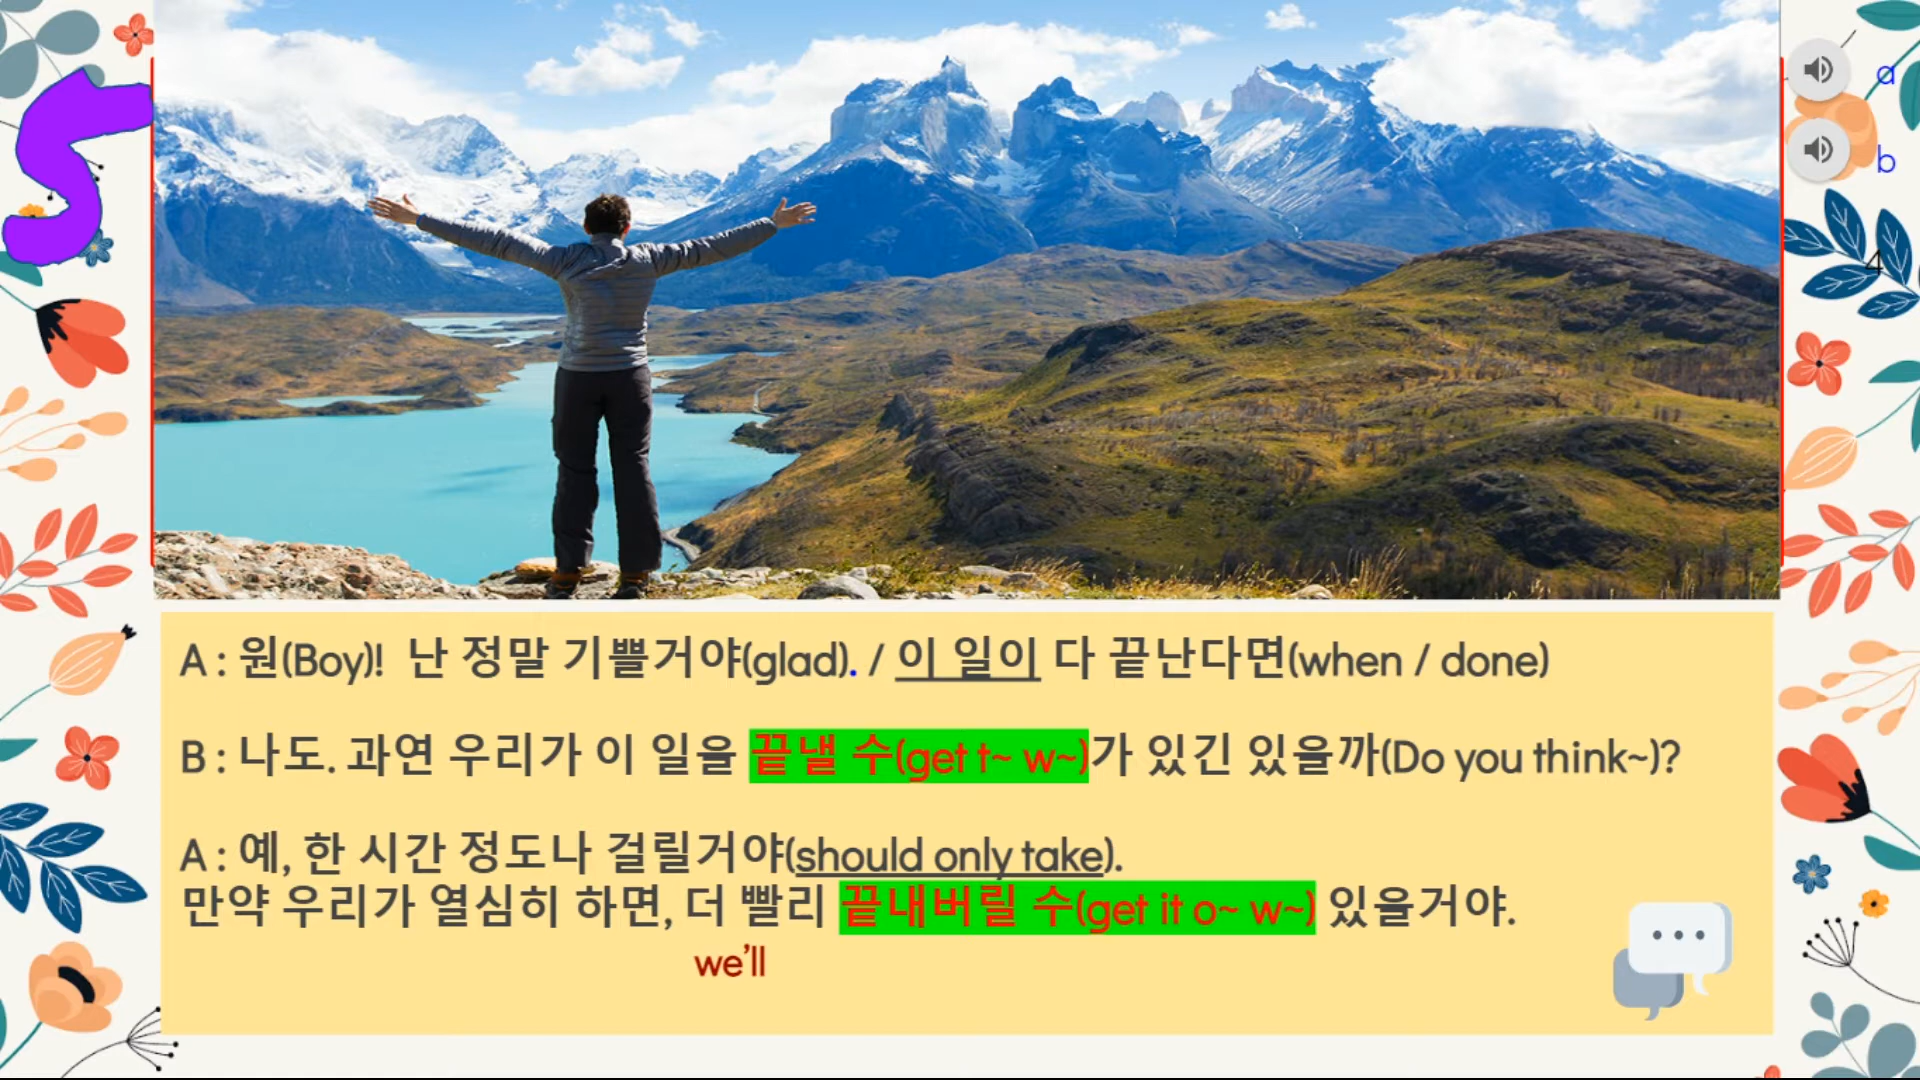 5
a
b
4
A : 원(Boy)! 난 정말 기쁠거야(glad). / 이 일이 다 끝난다면(when / done)
B : 나도. 과연 우리가 이 일을 끝낼 수(get t~ w~)가 있긴 있을까(Do you think~)?
A : 예, 한 시간 정도나 걸릴거야(should only take).
만약 우리가 열심히 하면, 더 빨리 끝내버릴 수(get it o~ w~) 있을거야.
we'll